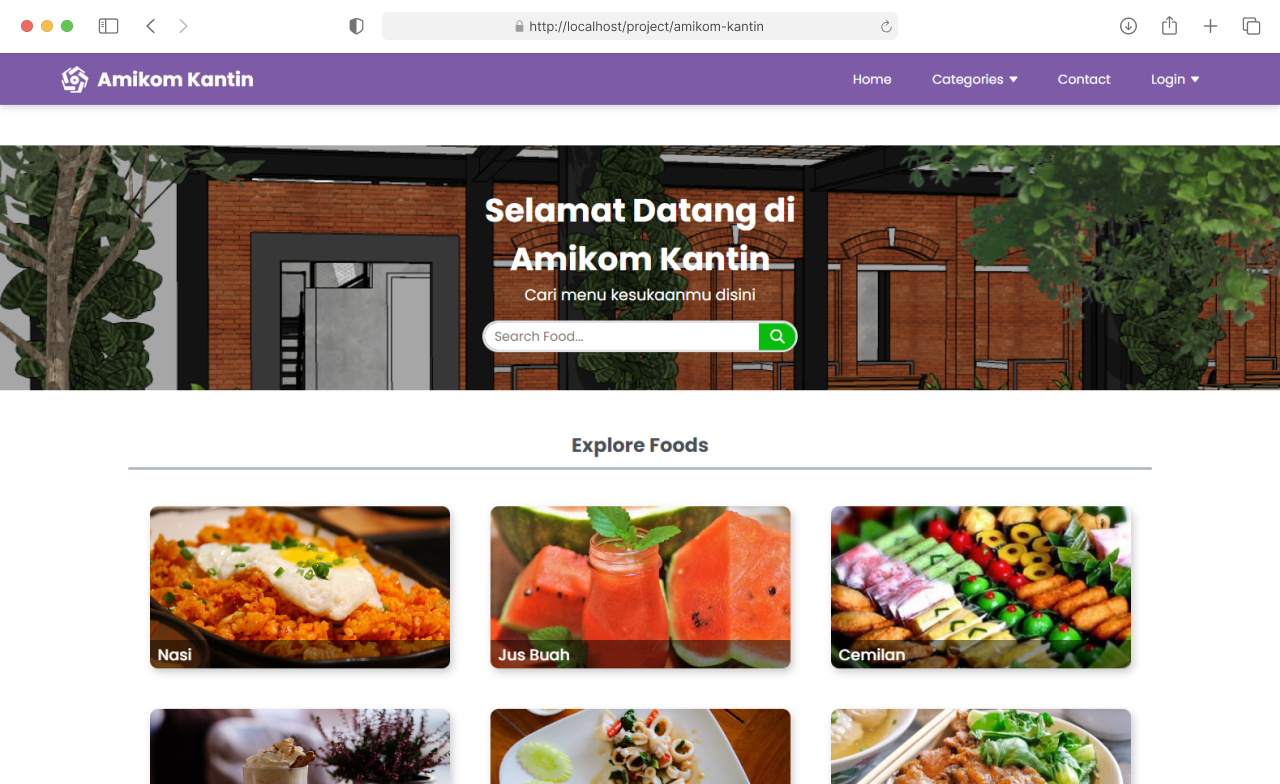 http://localhost/project/amikom-kantin
Amikom Kantin
Home
Categories
Contact
Login
Selamat Datang di
Amikom Kantin
Cari menu kesukaanmu disini
Search Food...
Explore Foods
Nasi
Jus Buah
Cemilan